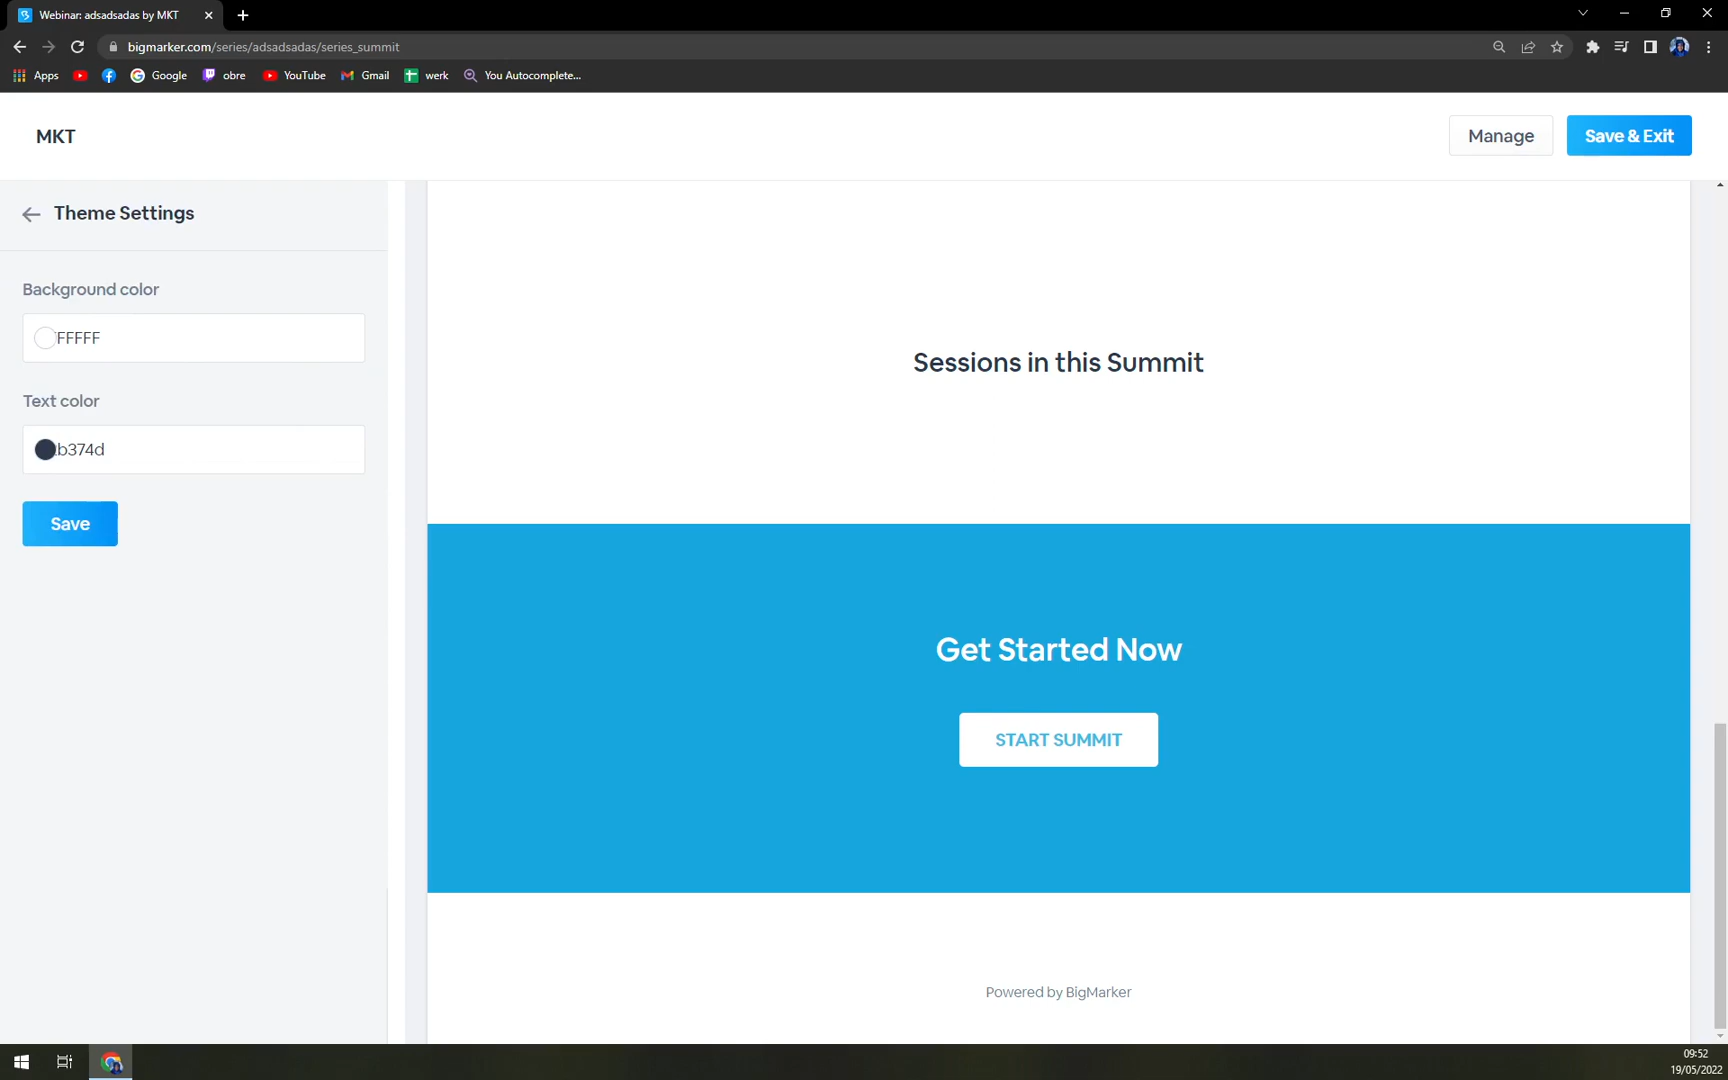 Webinar: adsadsadas by MKT
bigmarker.com/series/adsadsadas/series_summit
Apps
Google
obre
YouTube
Gmail
werk
You Autocomplete...
MKT
Manage
Save & Exit
Theme Settings
Background color
FFFFF
Text color
b374d
Save
Sessions in this Summit
Get Started Now
START SUMMIT
Powered by BigMarker
09:52
19/05/2022